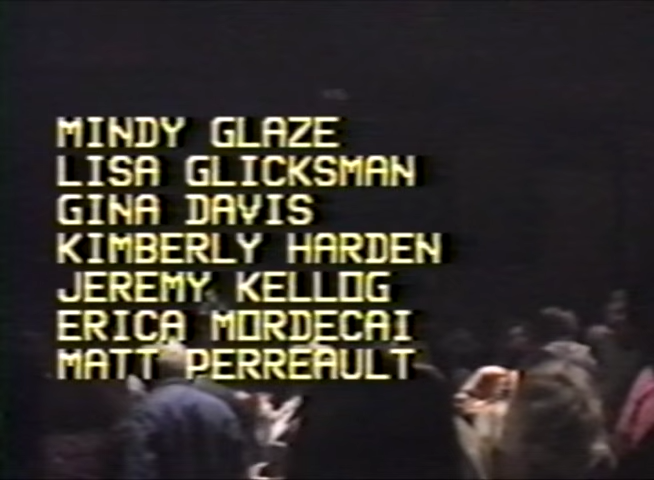 MINDY GLAZE
LISA GLICKSMAN
GINA DAVIS
KIMBERLY HARDEN
JEREMY KELLOG
ERICA MORDECAI
MATT PERREAULT